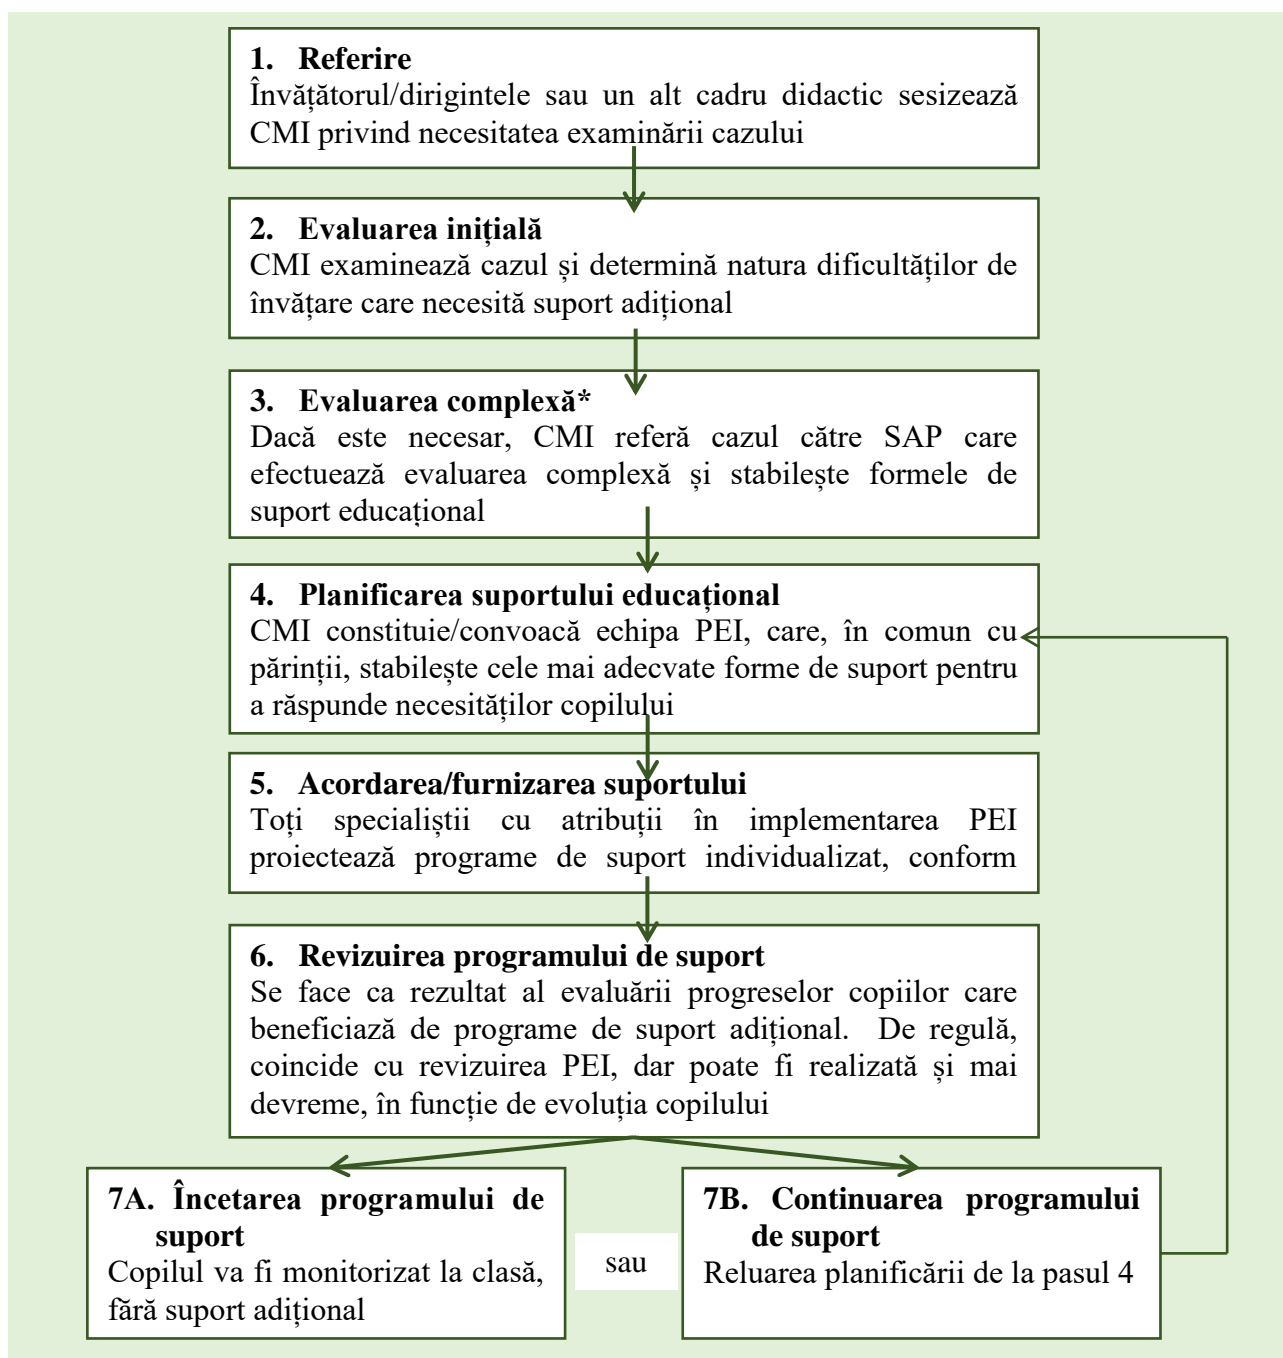 1. Referire
Învățătorul/dirigintele sau un alt cadru didactic sesizează
CMI privind necesitatea examinării cazului
2. Evaluarea inițială
CMI examinează cazul și determină natura dificultăților de
învățare care necesită suport adițional
3. Evaluarea complexă*
Dacă este necesar, CMI referă cazul către SAP care
efectuează evaluarea complexă și stabilește formele de
suport educațional
4. Planificarea suportului educațional
CMI constituie/convoacă echipa PEI, care, în comun cu
părinții, stabilește cele mai adecvate forme de suport pentru
a răspunde necesităților copilului
5. Acordarea/furnizarea suportului
Toți specialiștii cu atribuții în implementarea PEI
proiectează programe de suport individualizat, conform
6. Revizuirea programului de suport
Se face ca rezultat al evaluării progreselor copiilor care
beneficiază de programe de suport adițional. De regulă,
coincide cu revizuirea PEI, dar poate fi realizată și mai
devreme, în funcție de evoluția copilului
7A. Încetarea programului de
suport
Copilul va fi monitorizat la clasă,
fără suport adițional
sau
7B. Continuarea programului
de suport
Reluarea planificării de la pasul 4